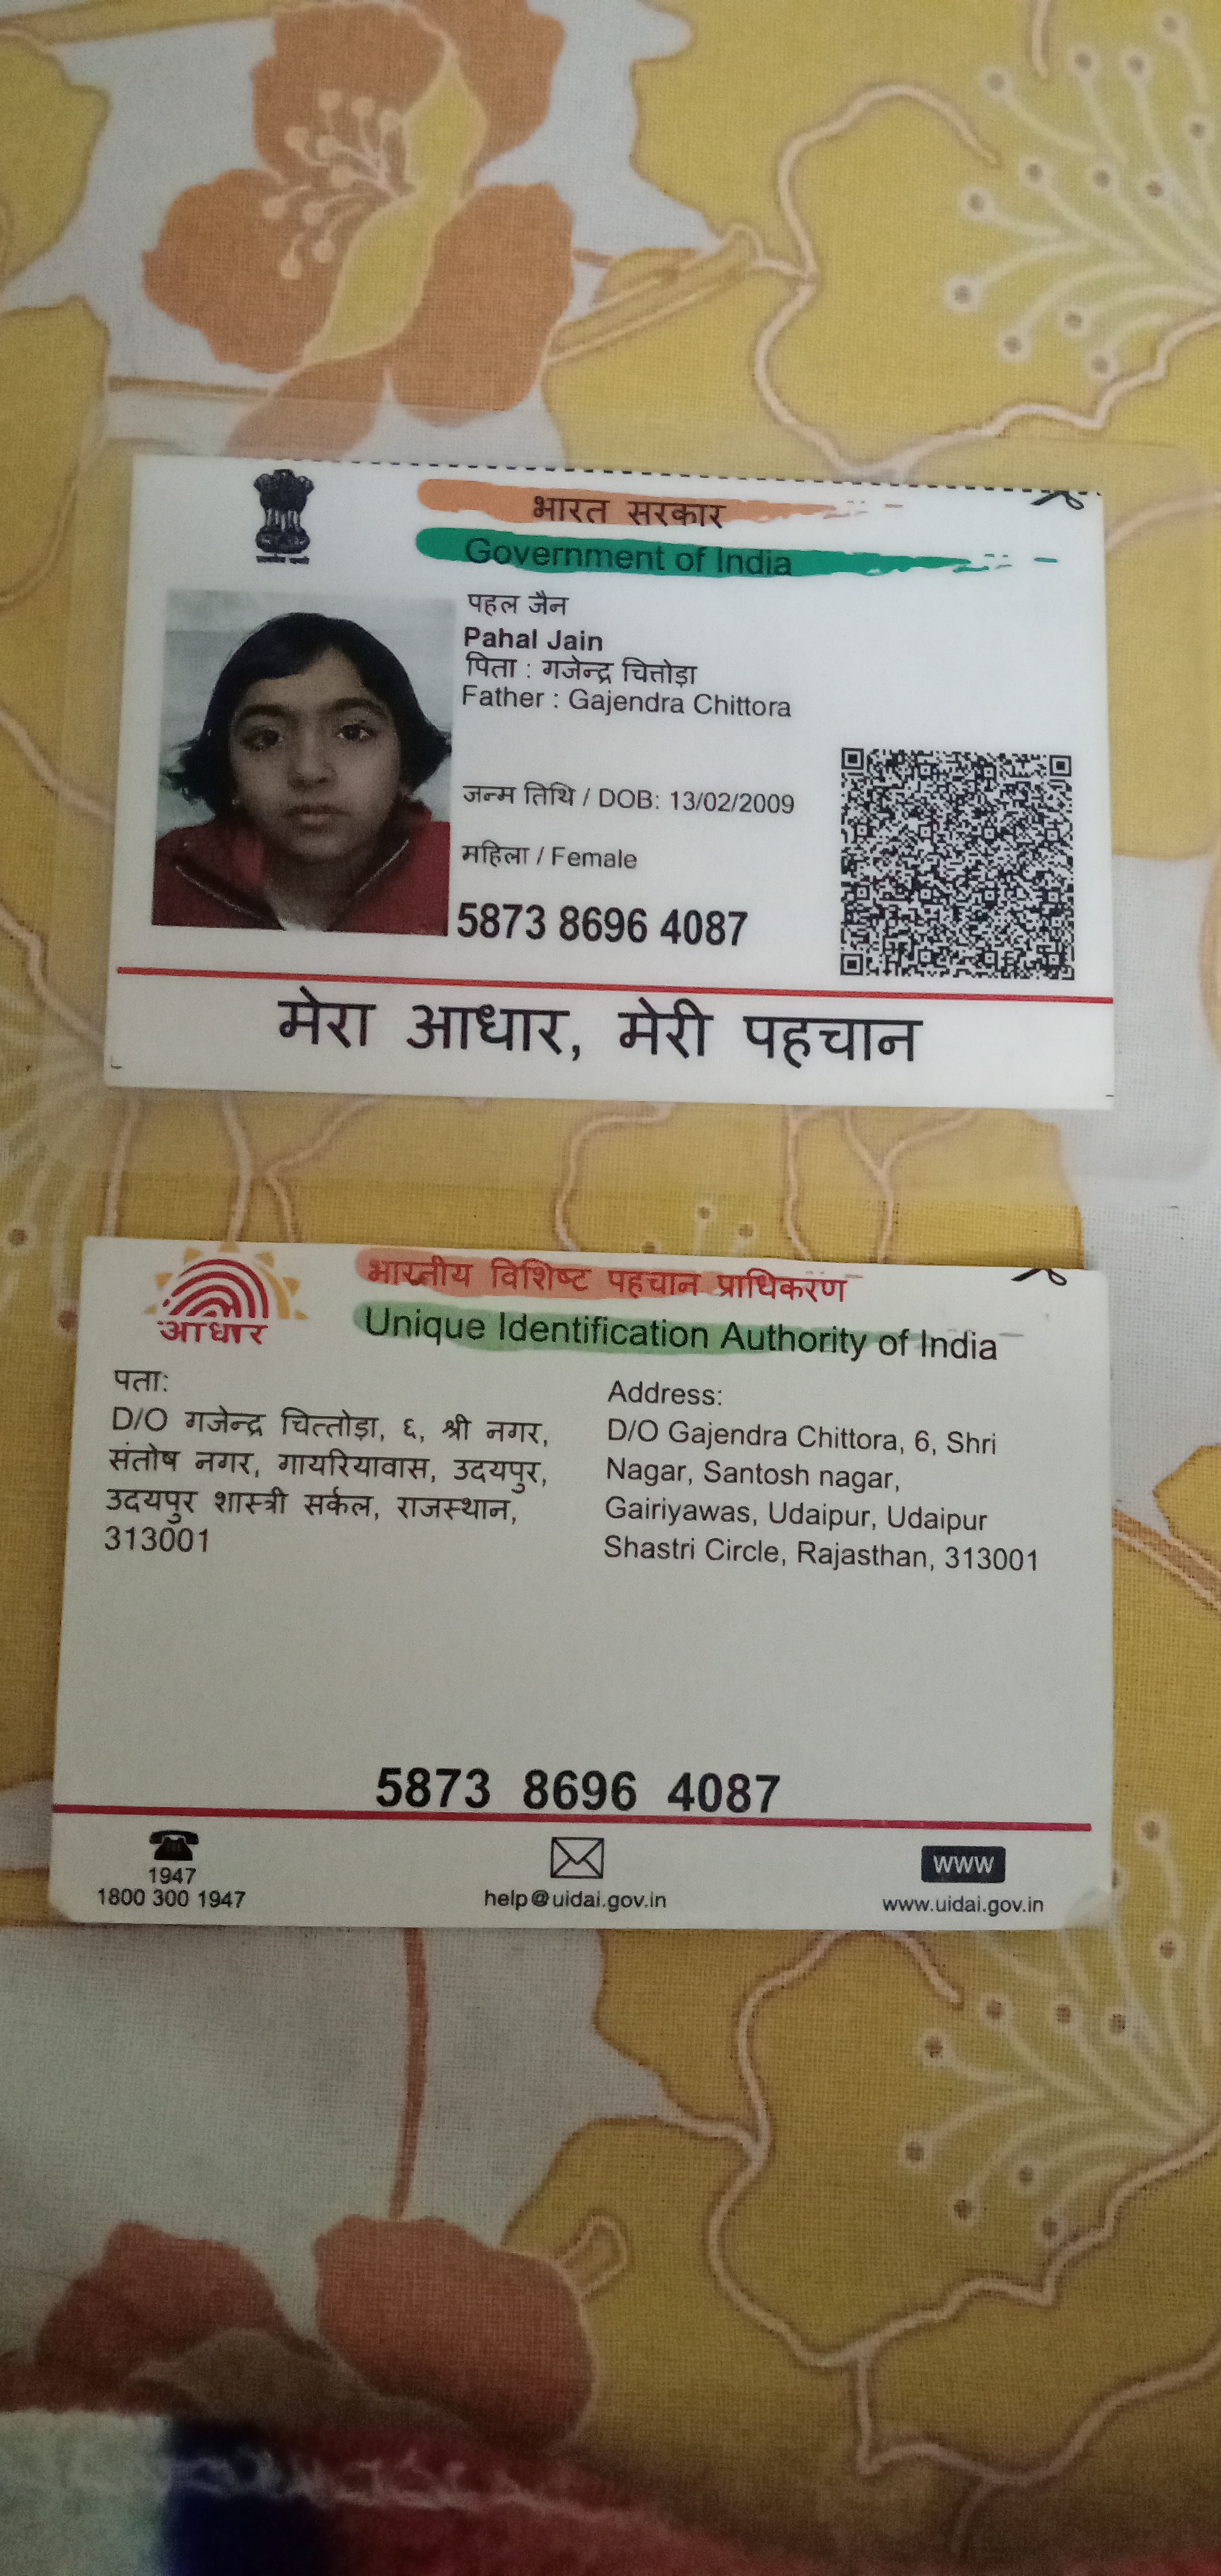 भारत सरकार
Government of India
पहल जैन
Pahal Jain
पिता : गजेन्द्र चित्तोड़ा
Father : Gajendra Chittora
जन्म तिथि / DOB: 13/02/2009
महिला / Female
5873 8696 4087
मेरा आधार, मेरी पहचान
भारतीय विशिष्ट पहचान प्राधिकरण
Unique Identification Authority of India
आधार
पता:
D/O गजेन्द्र चित्तोड़ा, ६, श्री नगर,
संतोष नगर, गायरियावास, उदयपुर,
उदयपुर शास्त्री सर्कल, राजस्थान,
313001
Address:
D/O Gajendra Chittora, 6, Shri
Nagar, Santosh nagar,
Gairiyawas, Udaipur, Udaipur
Shastri Circle, Rajasthan, 313001
5873 8696 4087
1947
1800 300 1947
help@uidai.gov.in
www
www.uidai.gov.in